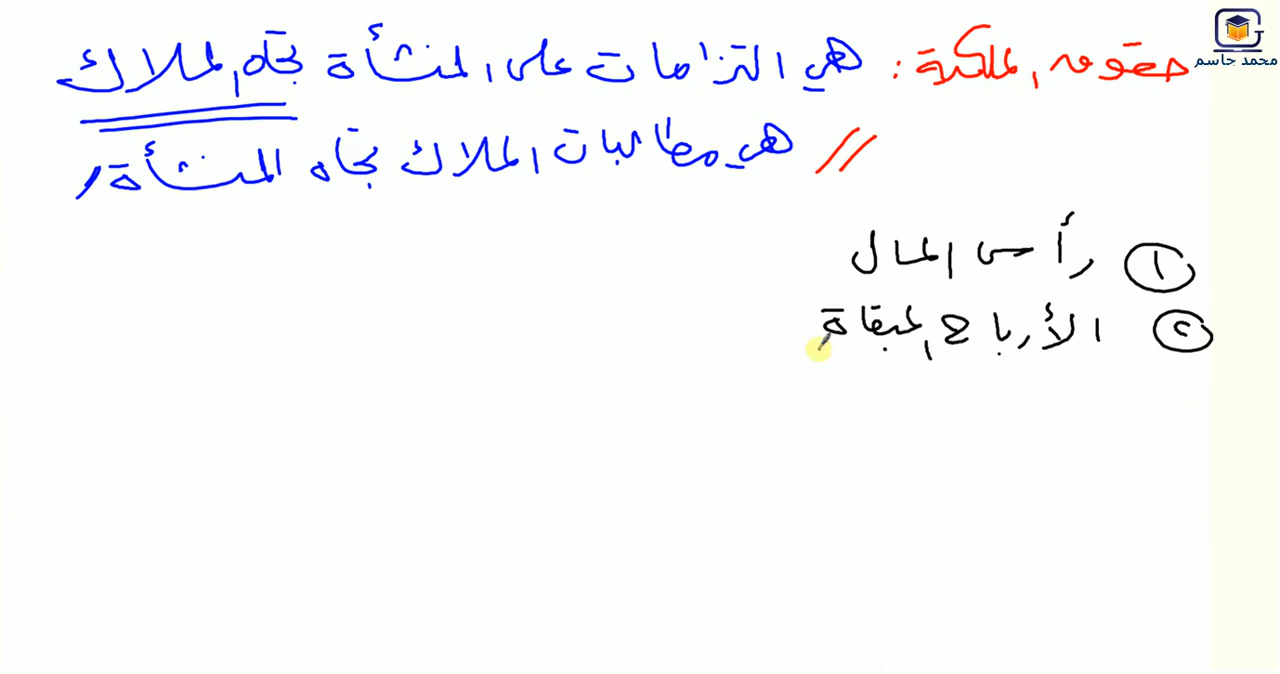 حقوق الملكية : هي التزامات على المنشأة تجاه الملاك
// هي مطالبات الملاك تجاه المنشأة
١ رأس المال
٢ الأرباح المبقاة
محمد جاسم